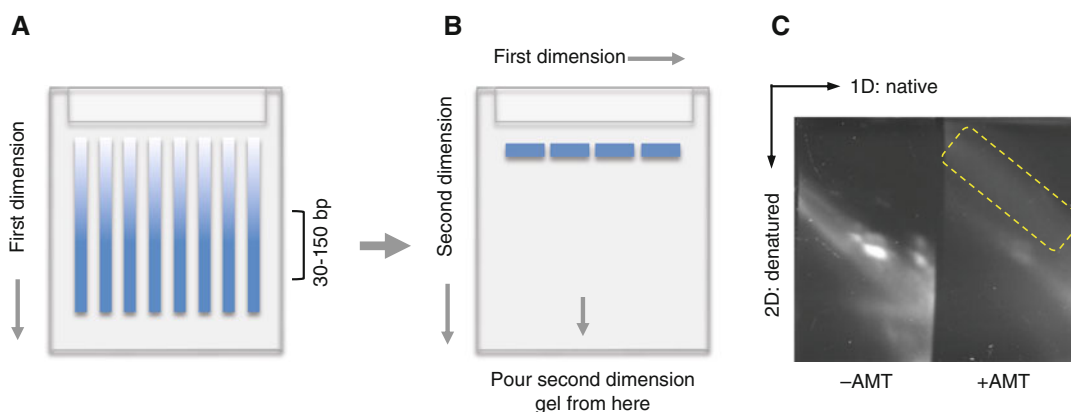 A
First dimension
30-150 bp
B
First dimension
Second dimension
Pour second dimension
gel from here
C
1D: native
2D: denatured
–AMT
+AMT